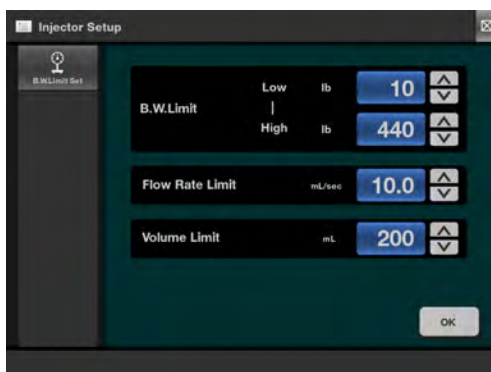 Injector Setup
B.W.Limit Set
Low lb 10
B.W.Limit |
High lb 440
Flow Rate Limit mL/sec 10.0
Volume Limit mL 200
OK